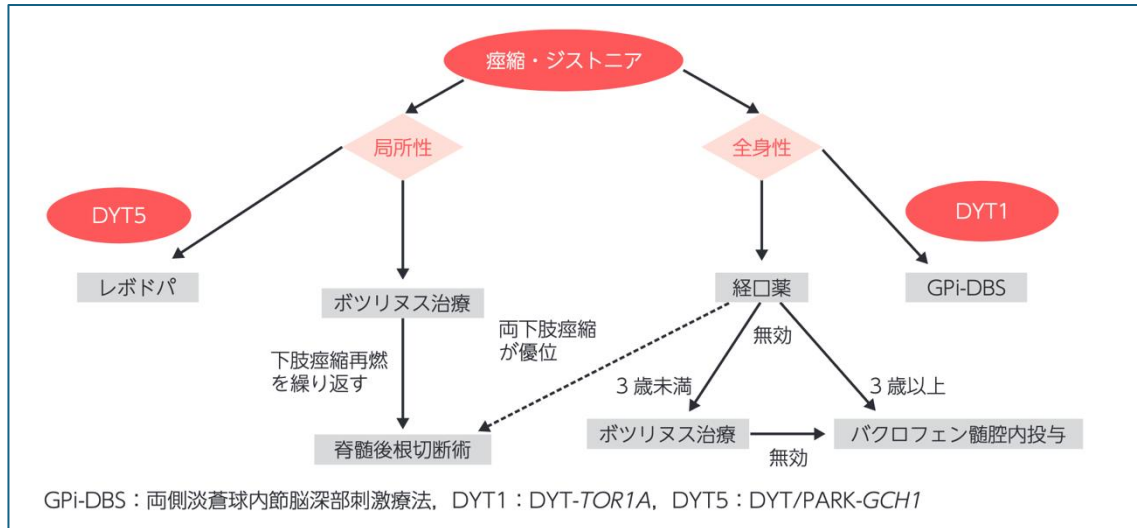 痙縮・ジストニア
局所性
全身性
DYT5
DYT1
レボドパ
ボツリヌス治療
経口薬
GPi-DBS
下肢痙縮再燃
を繰り返す
両下肢痙縮
が優位
無効
3歳未満
3歳以上
脊髄後根切断術
ボツリヌス治療
無効
バクロフェン髄腔内投与
GPi-DBS：両側淡蒼球内節脳深部刺激療法，DYT1：DYT-TOR1A，DYT5：DYT/PARK-GCH1